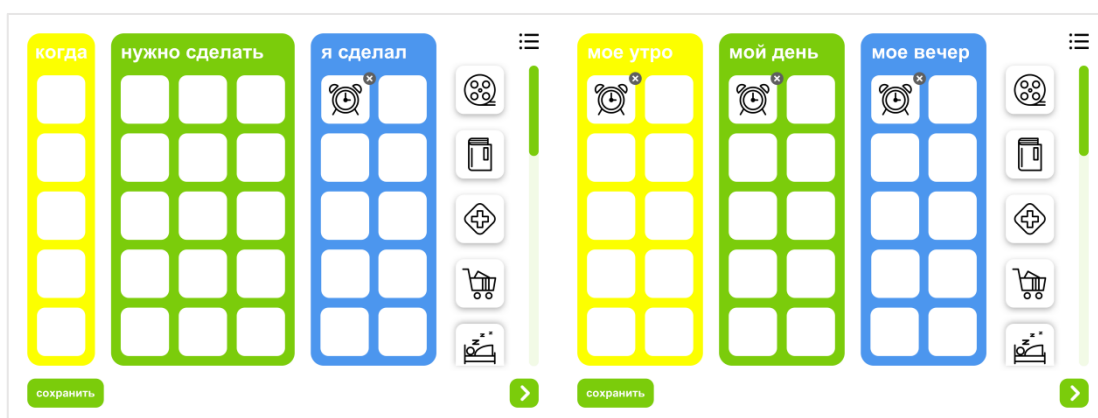 когда
нужно сделать
я сделал
сохранить
мое утро
мой день
мое вечер
сохранить